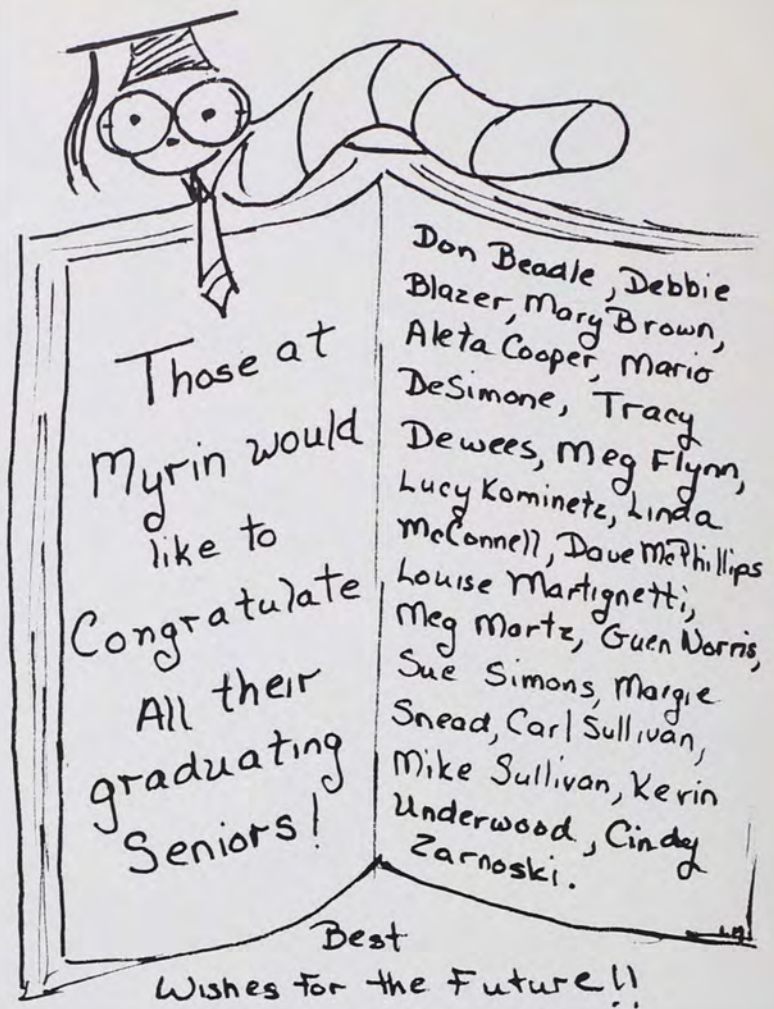 Those at
Myrin would
like to
Congratulate
All their
graduating
Seniors!
Don Beadle, Debbie
Blazer, Mary Brown,
Aleta Cooper, Mario
DeSimone, Tracy
Dewees, Meg Flynn,
Lucy Kominetz, Linda
McConnell, Dave McPhillips
Louise Martignetti,
Meg Mortz, Guen Norris,
Sue Simons, Margie
Snead, Carl Sullivan,
Mike Sullivan, Kevin
Underwood, Cindy
Zarnoski.
Best
Wishes for the Future!!